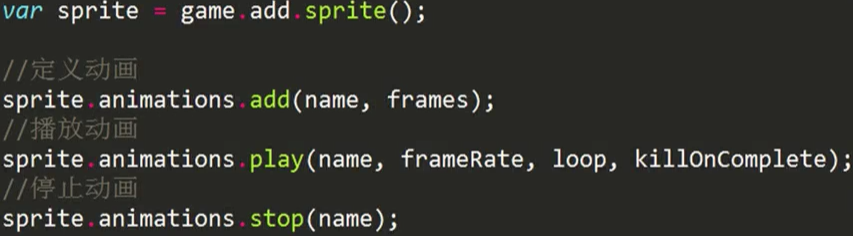 var sprite = game.add.sprite();
//定义动画
sprite.animations.add(name, frames);
//播放动画
sprite.animations.play(name, frameRate, loop, killOnComplete);
//停止动画
sprite.animations.stop(name);